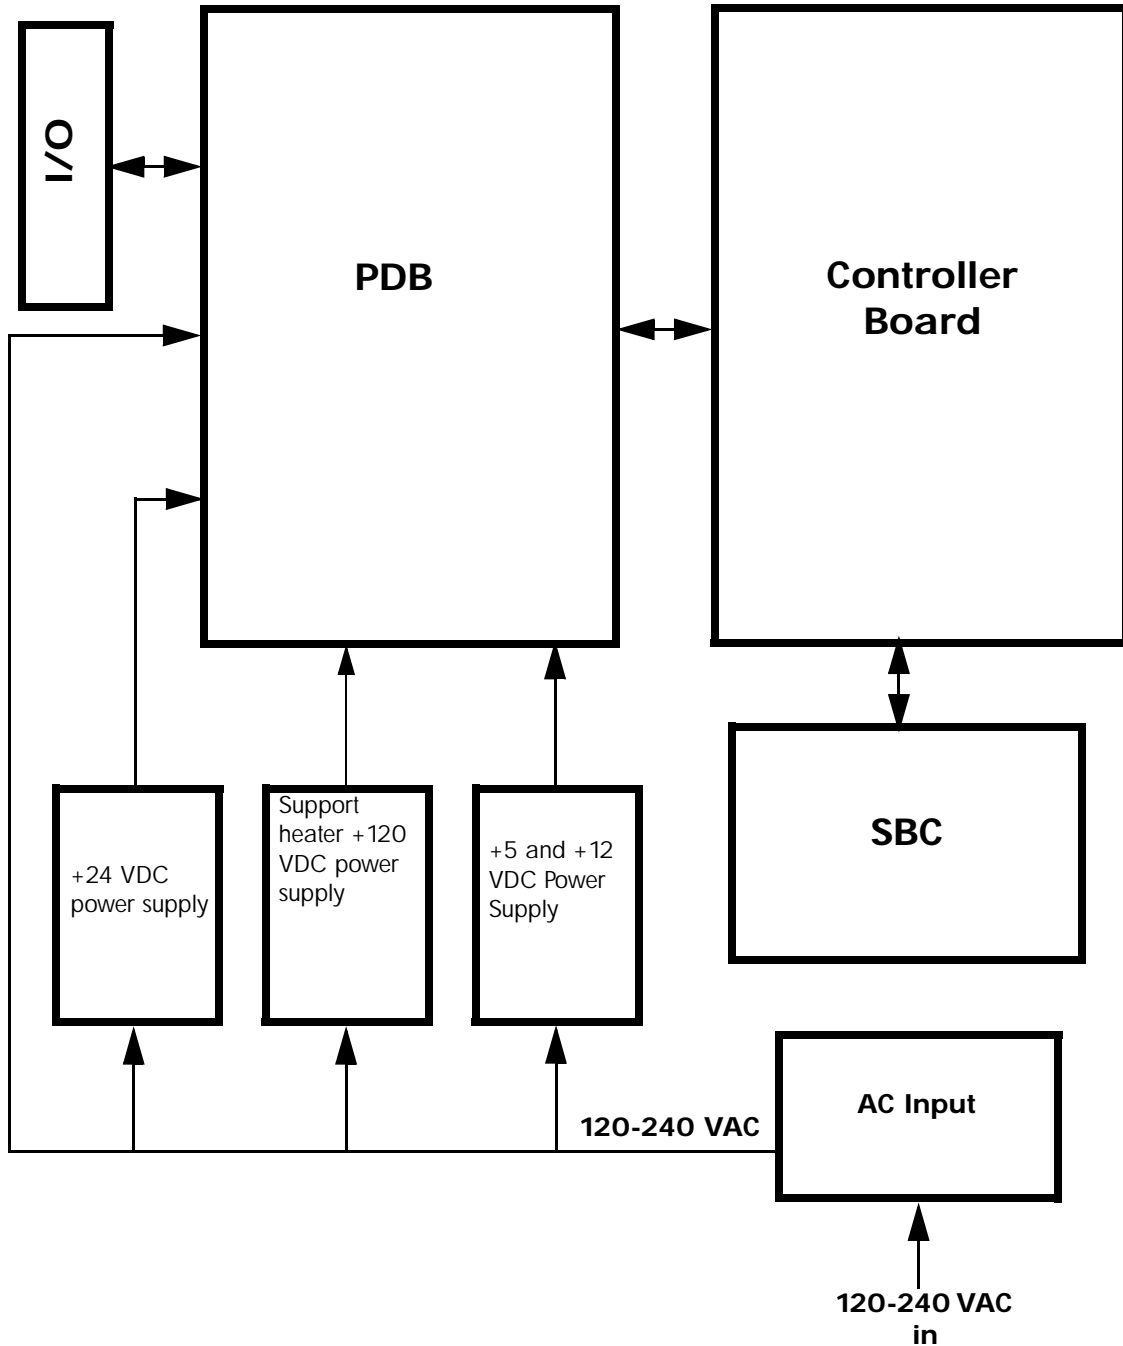 I/O
PDB
Controller
Board
Support
heater +120
VDC power
supply
+24 VDC
power supply
+5 and +12
VDC Power
Supply
SBC
AC Input
120-240 VAC
120-240 VAC
in